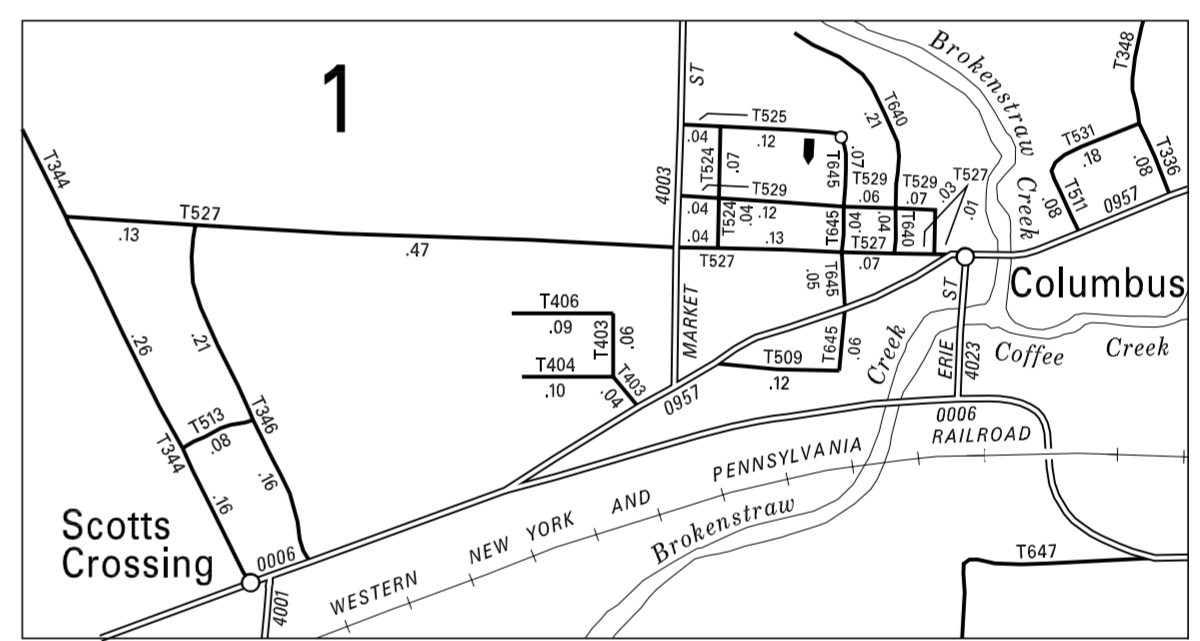 1
ST
Brokenstraw
T348
T344
T525
.04
.12
T640
.21
T531
.18
.08
T336
T524
.07
T645
.07
4003
T529
.04
.12
T529
.06
T529
.07
.03
T527
.01
Creek
T511
.08
0957
T527
.13
.47
T524
.04
.04
.13
T527
T645
.04
T527
.07
.04
T640
T645
.05
Columbus
ST
ERIE
4023
MARKET
T406
.09
T403
.06
T404
.10
T403
.04
T645
.06
T509
.12
0957
Creek
Coffee
Creek
.26
.21
T513
.08
T346
T344
.16
.16
0006
RAILROAD
PENNSYLVANIA
AND
NEW YORK
WESTERN
Brokenstraw
Scotts
Crossing
0006
4001
T647